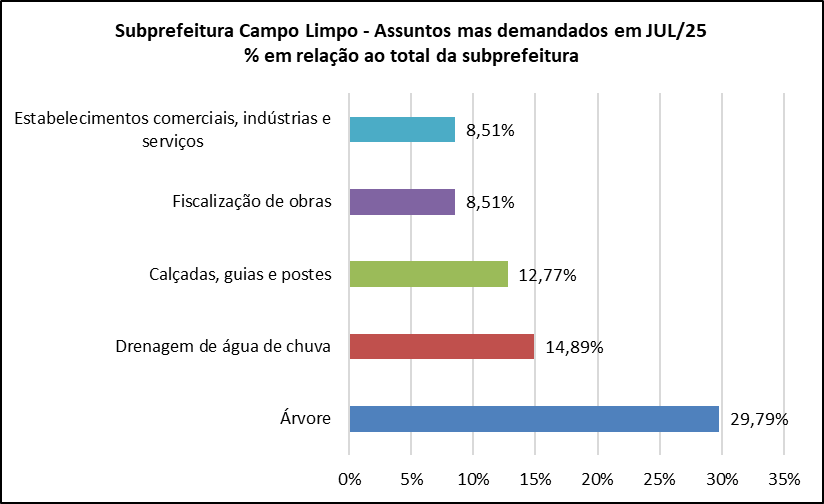 Subprefeitura Campo Limpo - Assuntos mas demandados em JUL/25
% em relação ao total da subprefeitura
Estabelecimentos comerciais, indústrias e
serviços
8,51%
Fiscalização de obras
8,51%
Calçadas, guias e postes
12,77%
Drenagem de água de chuva
14,89%
Árvore
29,79%
0% 5% 10% 15% 20% 25% 30% 35%